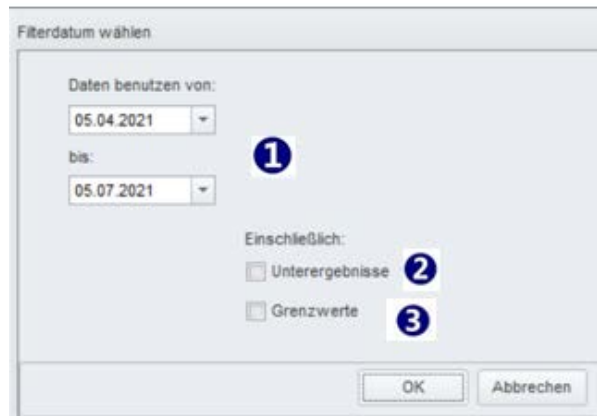 Filterdatum wählen
Daten benutzen von:
05.04.2021
1
bis:
05.07.2021
Einschließlich:
Unterergebnisse 2
Grenzwerte 3
OK Abbrechen